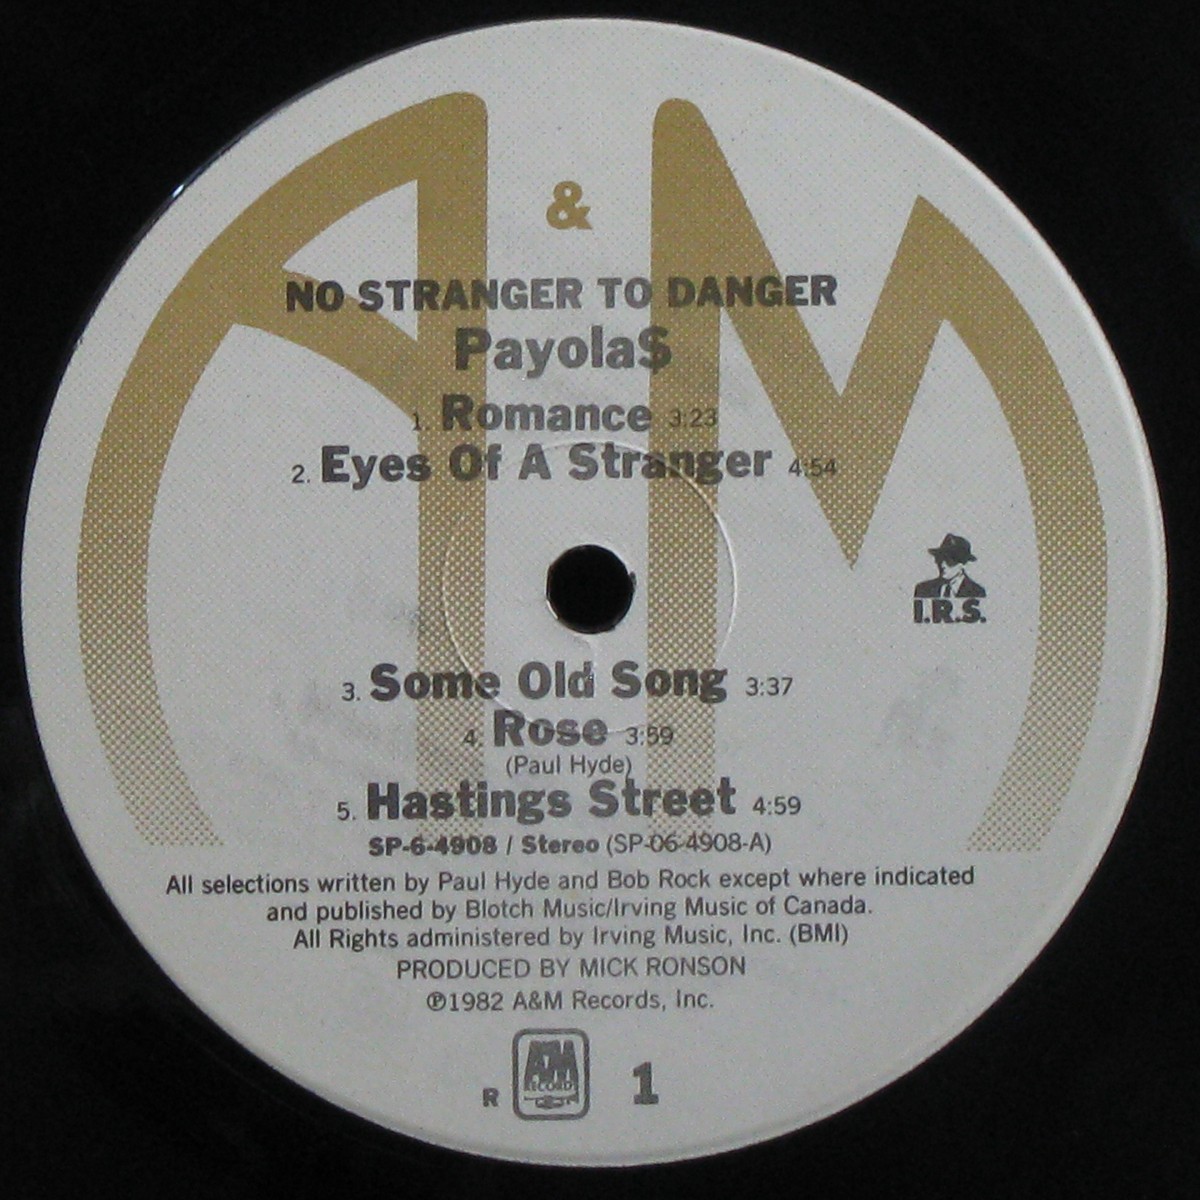 &
NO STRANGER TO DANGER
Payola$
1. Romance 3:23
2. Eyes Of A Stranger 4:54
I.R.S.
3. Some Old Song 3:37
4. Rose 3:59
(Paul Hyde)
5. Hastings Street 4:59
SP-6-4908 / Stereo (SP-06-4908-A)
All selections written by Paul Hyde and Bob Rock except where indicated
and published by Blotch Music/Irving Music of Canada.
All Rights administered by Irving Music, Inc. (BMI)
PRODUCED BY MICK RONSON
℗1982 A&M Records, Inc.
R A&M RECORDS 1